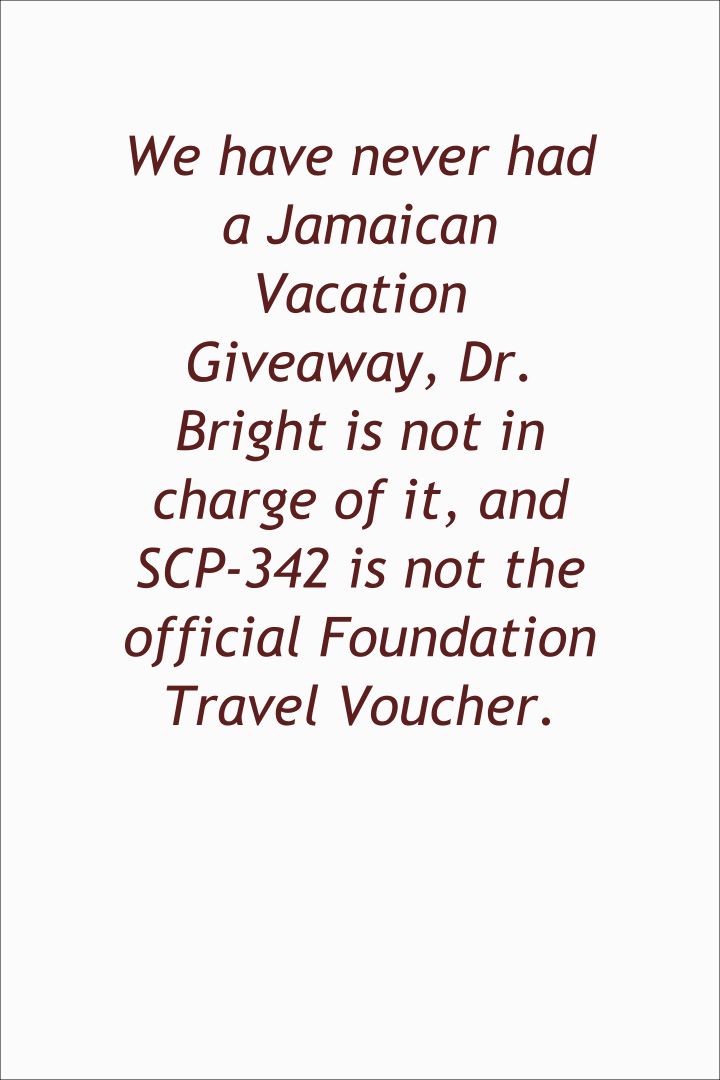 We have never had
a Jamaican
Vacation
Giveaway, Dr.
Bright is not in
charge of it, and
SCP-342 is not the
official Foundation
Travel Voucher.